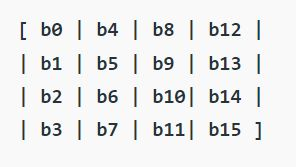 [ b0 | b4 | b8 | b12 |
| b1 | b5 | b9 | b13 |
| b2 | b6 | b10| b14 |
| b3 | b7 | b11| b15 ]